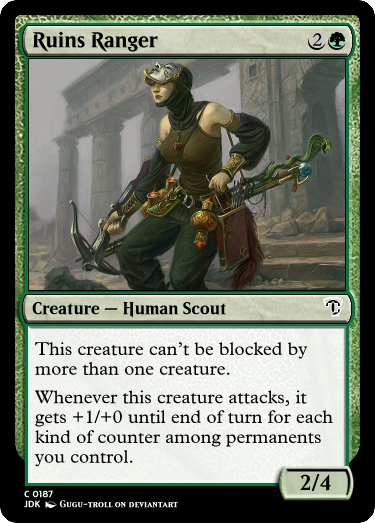 Ruins Ranger 2
Creature — Human Scout
This creature can't be blocked by
more than one creature.
Whenever this creature attacks, it
gets +1/+0 until end of turn for each
kind of counter among permanents
you control.
2/4
C 0187
JDK Gugu-troll on deviantart